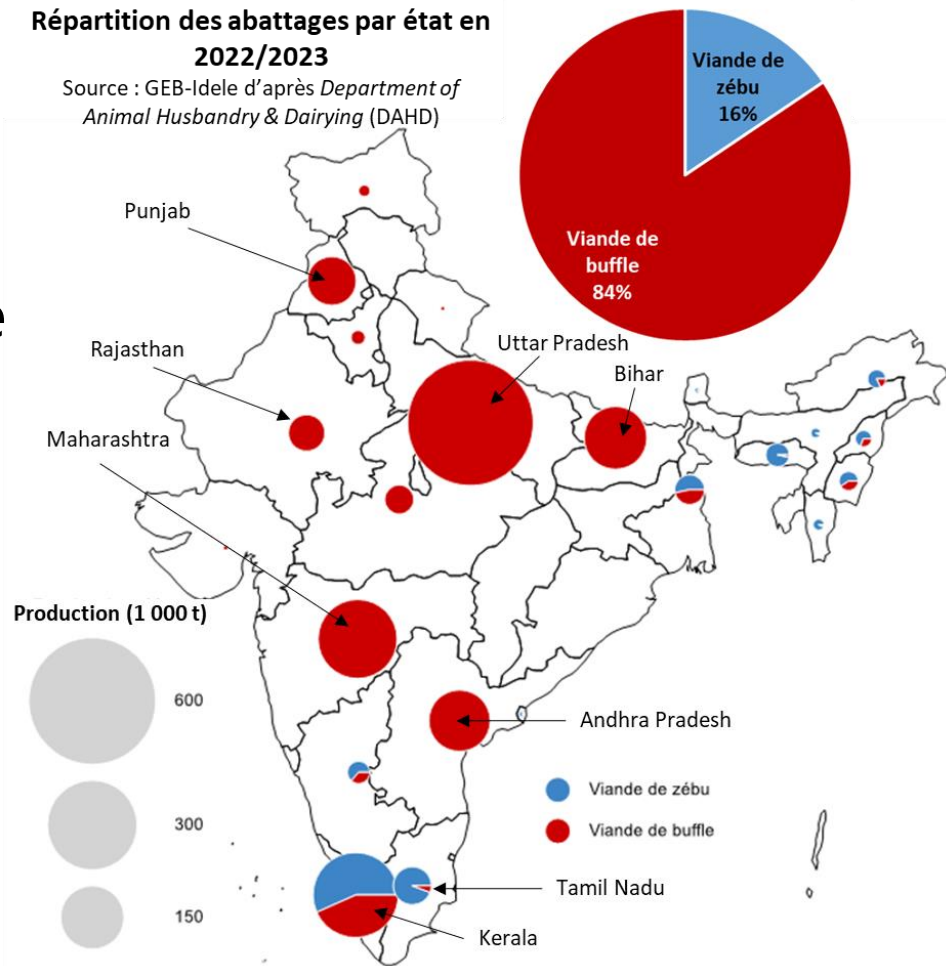 Répartition des abattages par état en
2022/2023
Source : GEB-Idele d'après Department of
Animal Husbandry & Dairying (DAHD)
Viande de
zébu
16%
Viande de
buffle
84%
Punjab
e
Rajasthan
Uttar Pradesh
Bihar
Maharashtra
Production (1 000 t)
600
300
150
Andhra Pradesh
Viande de zébu
Viande de buffle
Tamil Nadu
Kerala